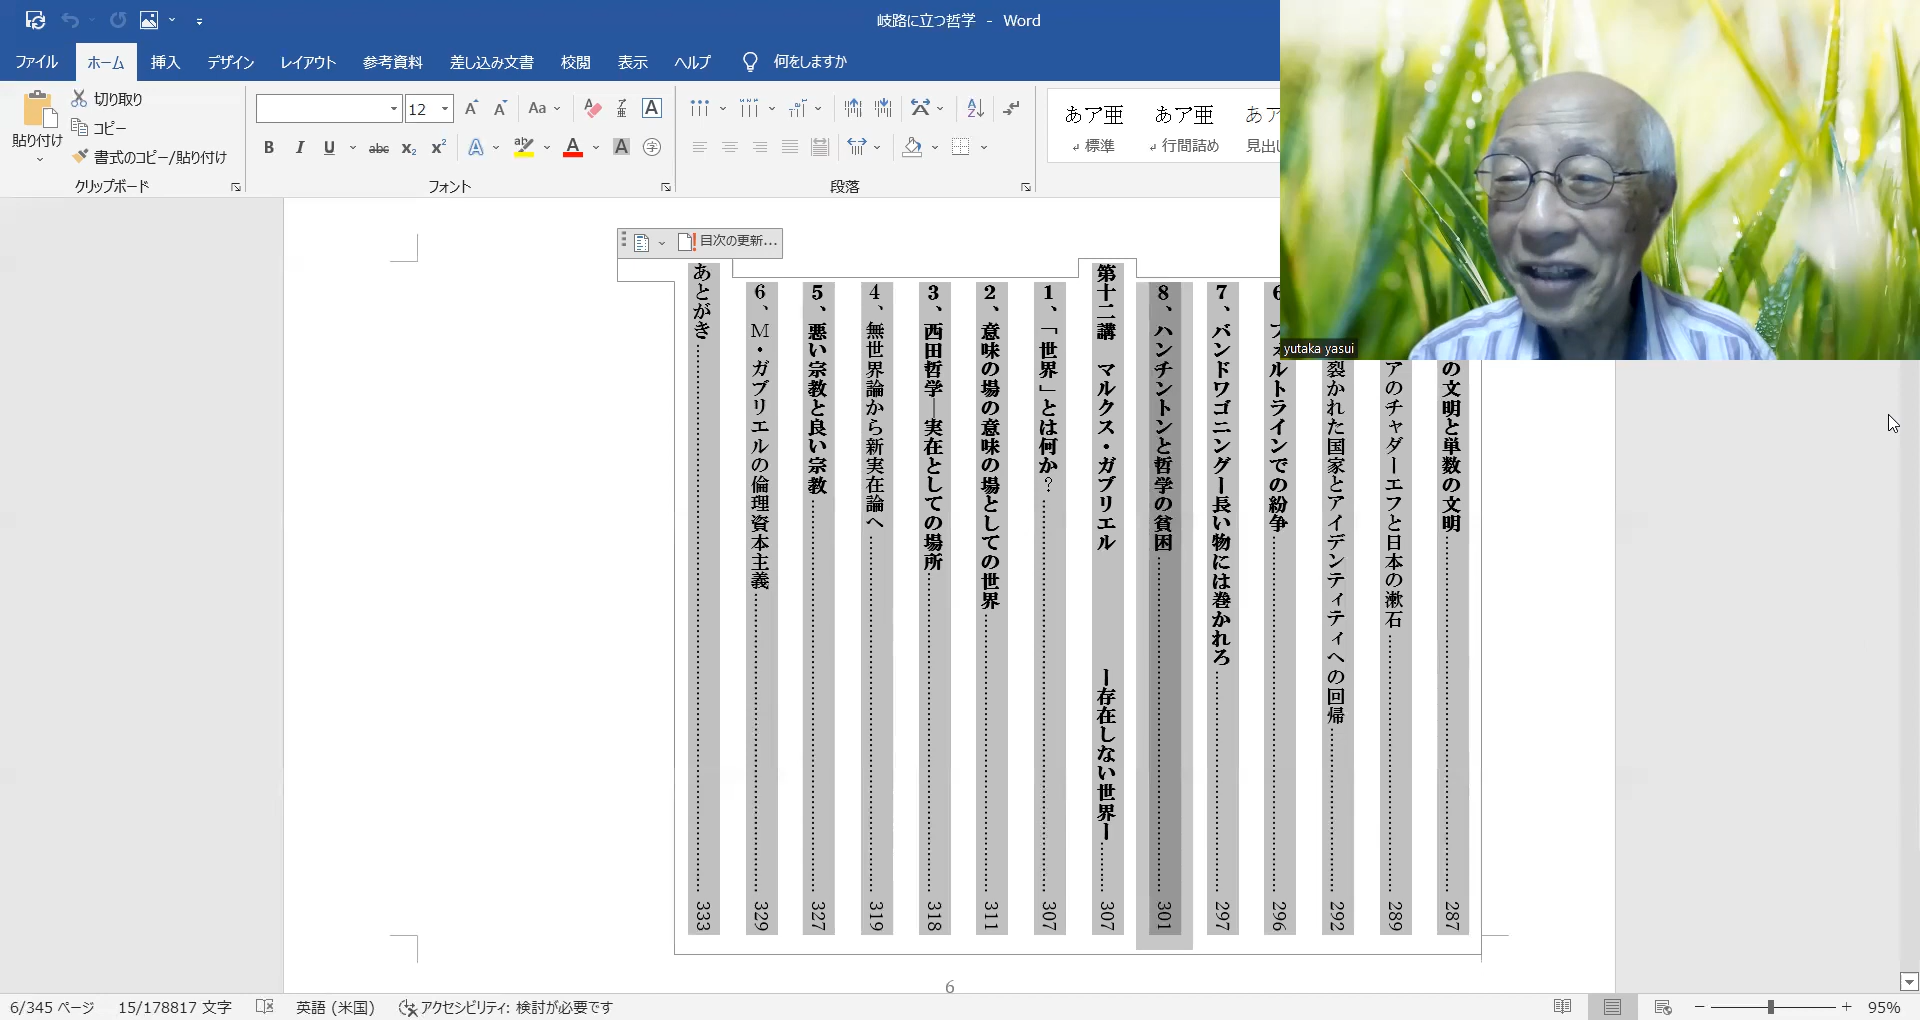 岐路に立つ哲学 - Word
ファイル ホーム 挿入 デザイン レイアウト 参考資料 差し込み文書 校閲 表示 ヘルプ 何をしますか
貼り付け
切り取り
コピー
書式のコピー/貼り付け
クリップボード
12
Aa
亜
A
B I U abc x₂ x² A ab A A 字
フォント
段落
あア亜 標準
あア亜 行間詰め
あア 見出し
yutaka yasui
目次の更新...
の文明と単数の文明 287
アのチャダーエフと日本の漱石 289
裂かれた国家とアイデンティティへの回帰 292
ルトラインでの紛争 296
7、バンドワゴニングー長い物には巻かれろ 297
8、ハンチントンと哲学の貧困 301
第十二講 マルクス・ガブリエル ー存在しない世界ー 307
1、「世界」とは何か? 307
2、意味の場の意味の場としての世界 311
3、西田哲学―実在としての場所 318
4、無世界論から新実在論へ 319
5、悪い宗教と良い宗教 327
6、M・ガブリエルの倫理資本主義 329
あとがき 333
6
6/345 ページ 15/178817 文字 英語 (米国) アクセシビリティ: 検討が必要です 95%